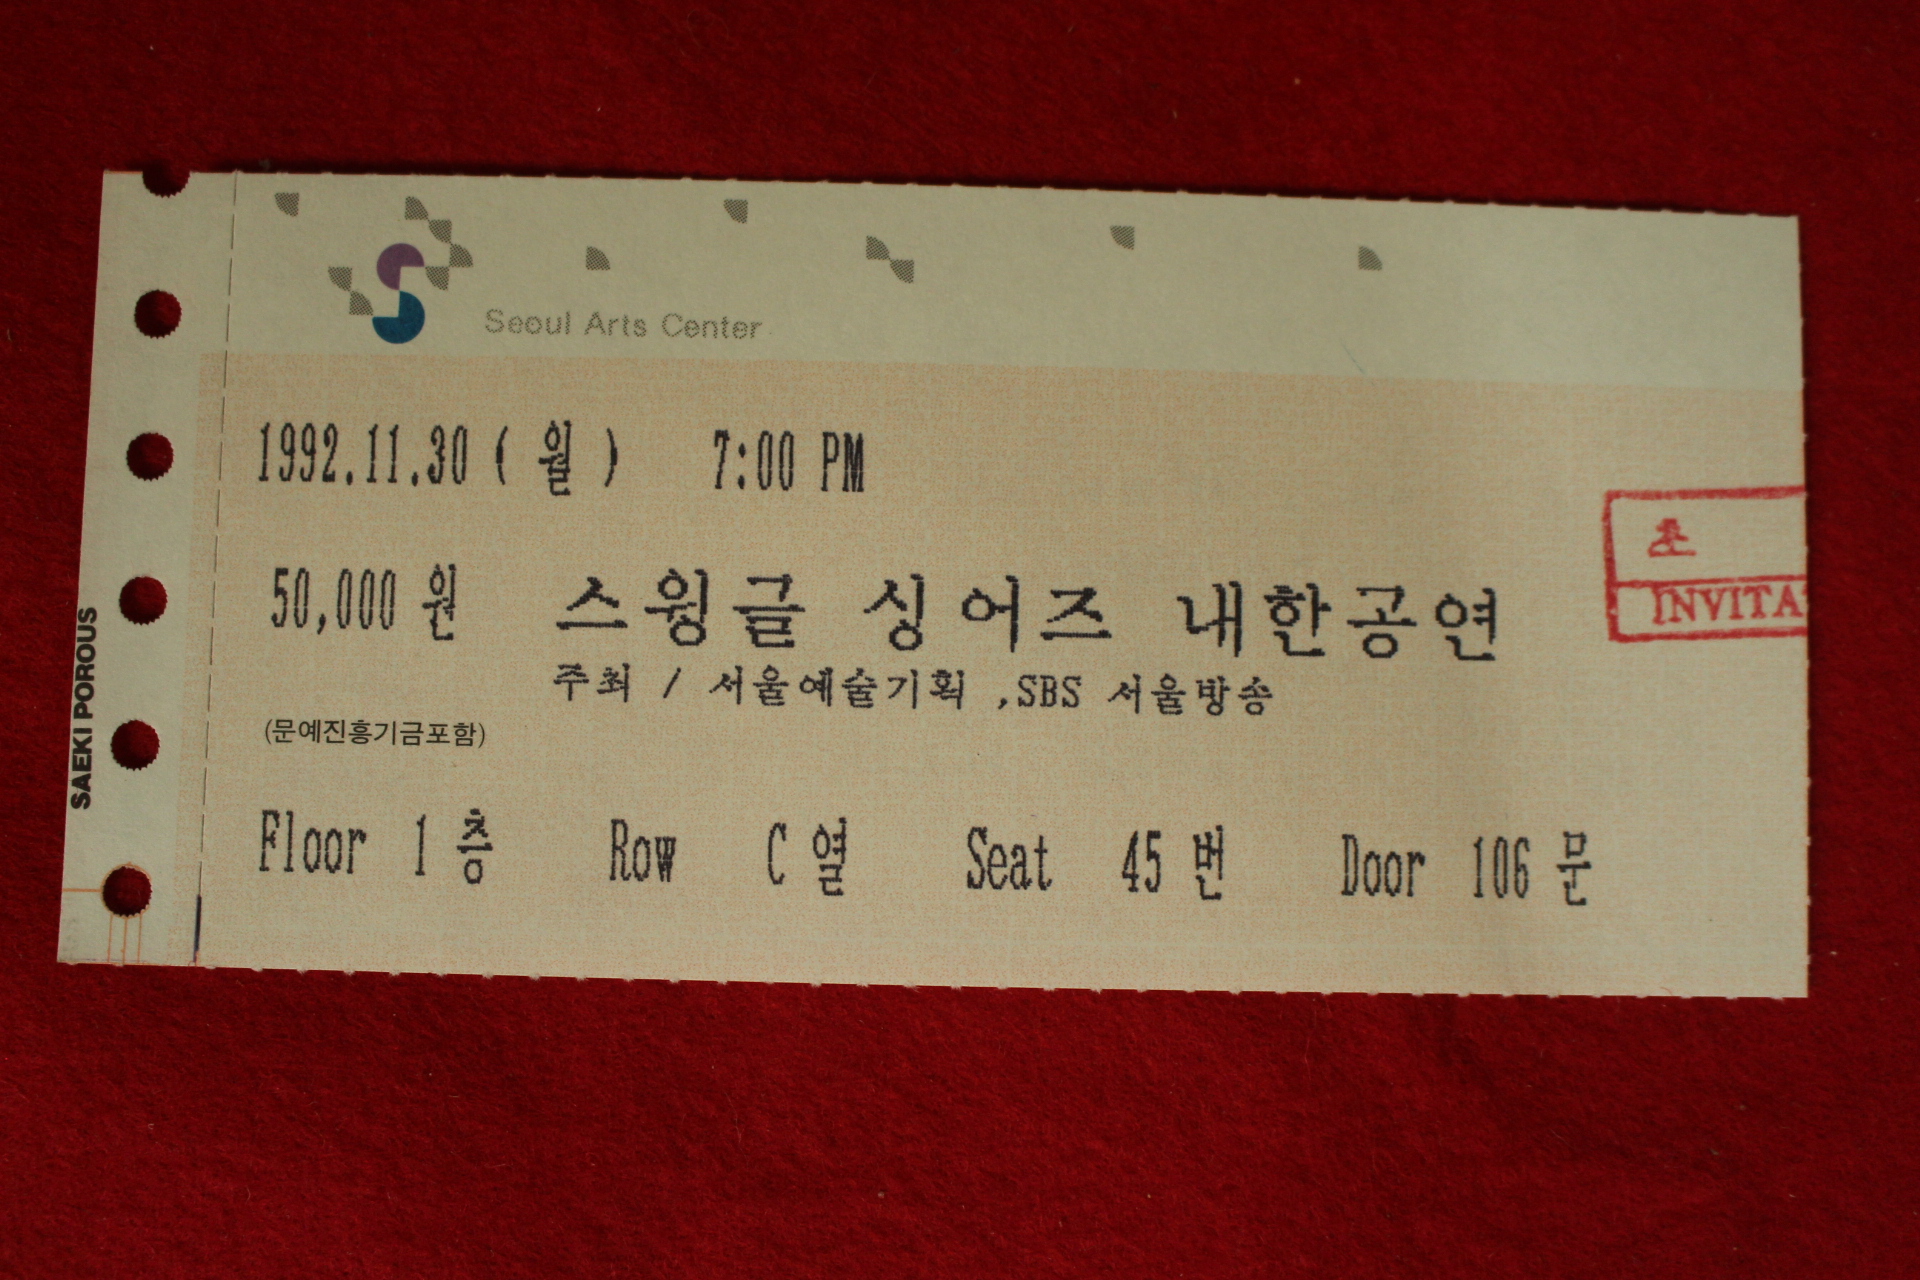 Seoul Arts Center
1992.11.30 ( 월 ) 7:00 PM
50,000 원 스윙글 싱어즈 내한공연
주최 / 서울예술기획 ,SBS 서울방송
(문예진흥기금포함)
Floor 1 층 Row C 열 Seat 45 번 Door 106 문
초
INVITA
SAEKI POROUS